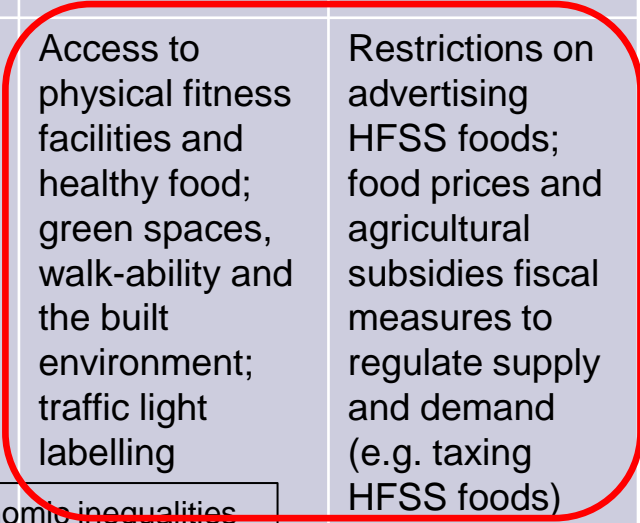 Access to
physical fitness
facilities and
healthy food;
green spaces,
walk-ability and
the built
environment;
traffic light
labelling
Restrictions on
advertising
HFSS foods;
food prices and
agricultural
subsidies fiscal
measures to
regulate supply
and demand
(e.g. taxing
HFSS foods)
inequalities